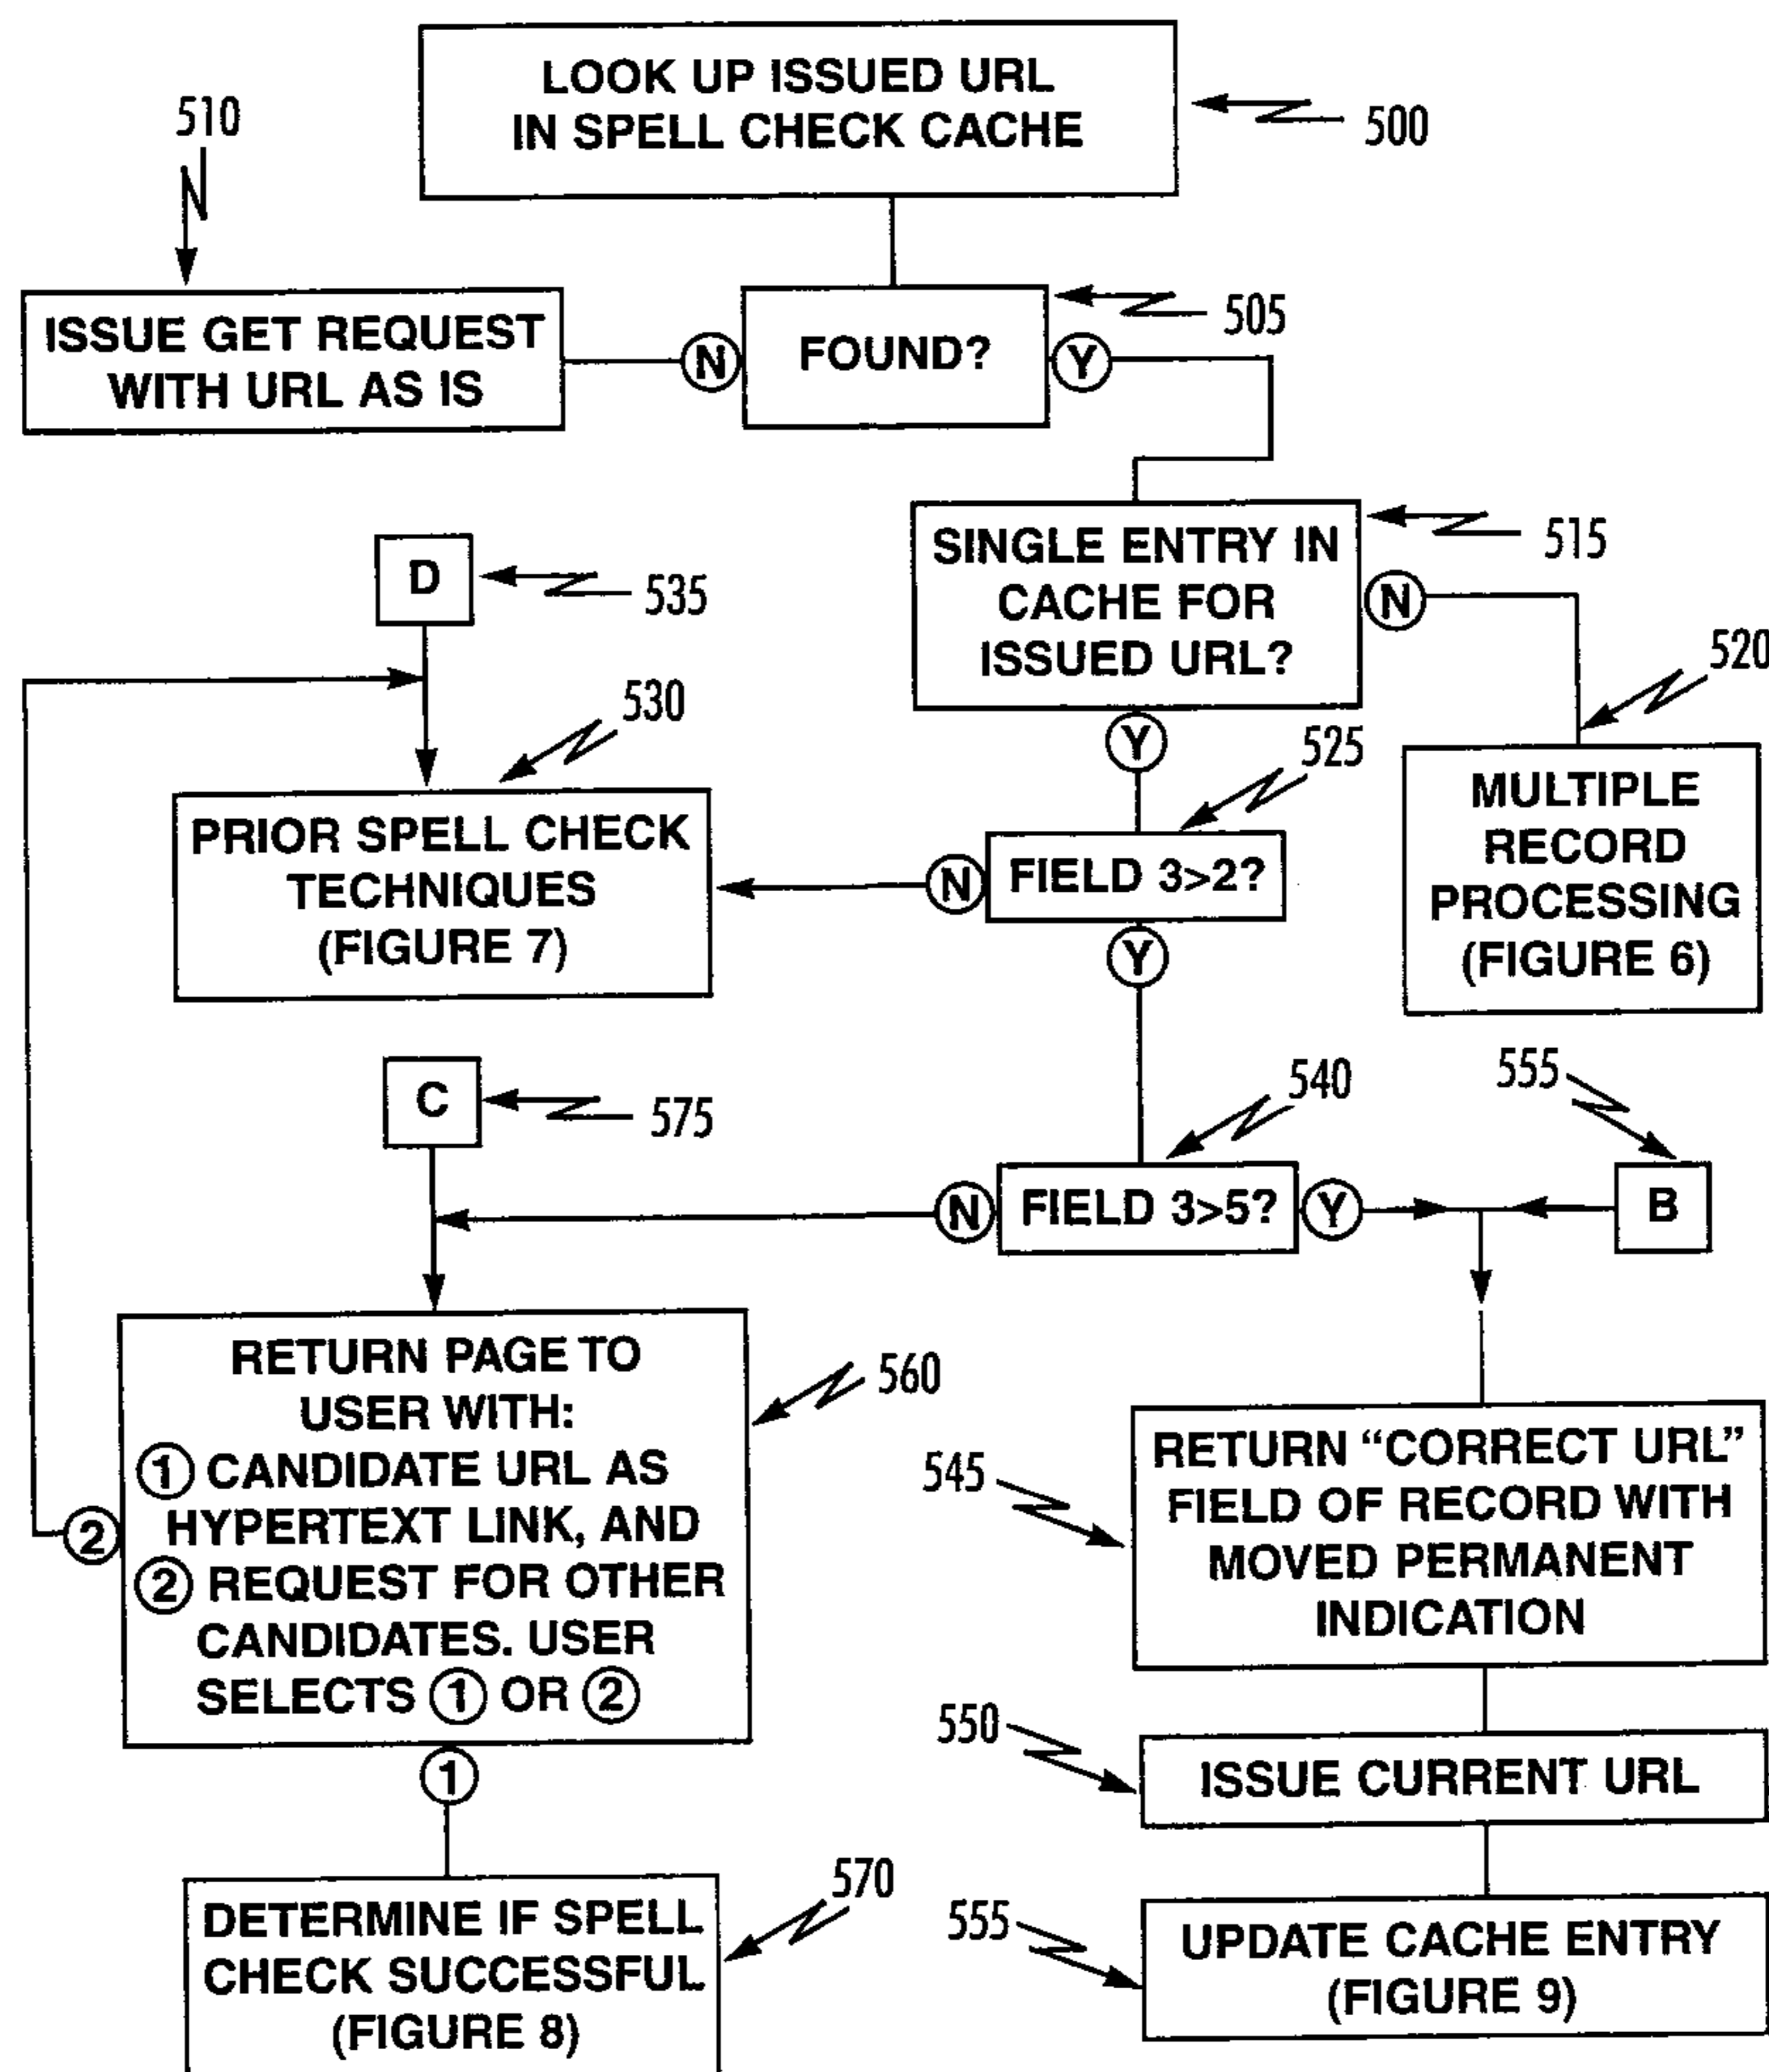 LOOK UP ISSUED URL
IN SPELL CHECK CACHE
500
510
ISSUE GET REQUEST
WITH URL AS IS
N
FOUND?
Y
505
SINGLE ENTRY IN
CACHE FOR
ISSUED URL?
515
N
Y
D
535
520
MULTIPLE
RECORD
PROCESSING
(FIGURE 6)
530
PRIOR SPELL CHECK
TECHNIQUES
(FIGURE 7)
525
N
FIELD 3>2?
Y
C
575
540
N
FIELD 3>5?
Y
555
B
560
RETURN PAGE TO
USER WITH:
① CANDIDATE URL AS
HYPERTEXT LINK, AND
② REQUEST FOR OTHER
CANDIDATES. USER
SELECTS ① OR ②
②
①
545
RETURN “CORRECT URL”
FIELD OF RECORD WITH
MOVED PERMANENT
INDICATION
550
ISSUE CURRENT URL
570
DETERMINE IF SPELL
CHECK SUCCESSFUL
(FIGURE 8)
555
UPDATE CACHE ENTRY
(FIGURE 9)